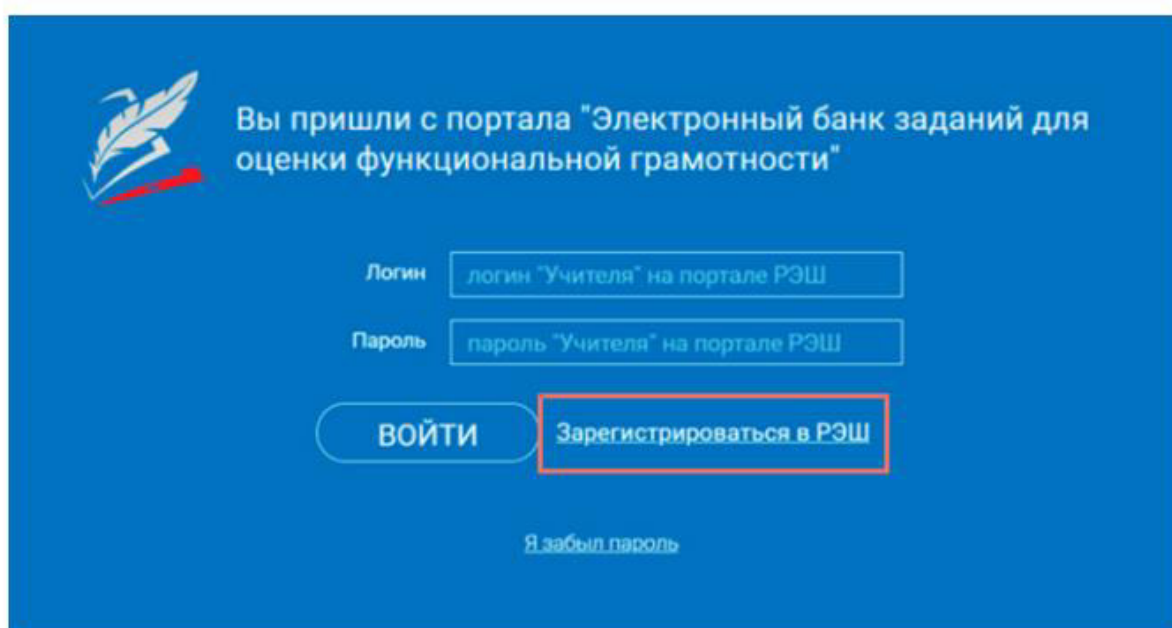 Вы пришли с портала "Электронный банк заданий для
оценки функциональной грамотности"
Логин
логин "Учителя" на портале РЭШ
Пароль
пароль "Учителя" на портале РЭШ
ВОЙТИ
Зарегистрироваться в РЭШ
Я забыл пароль